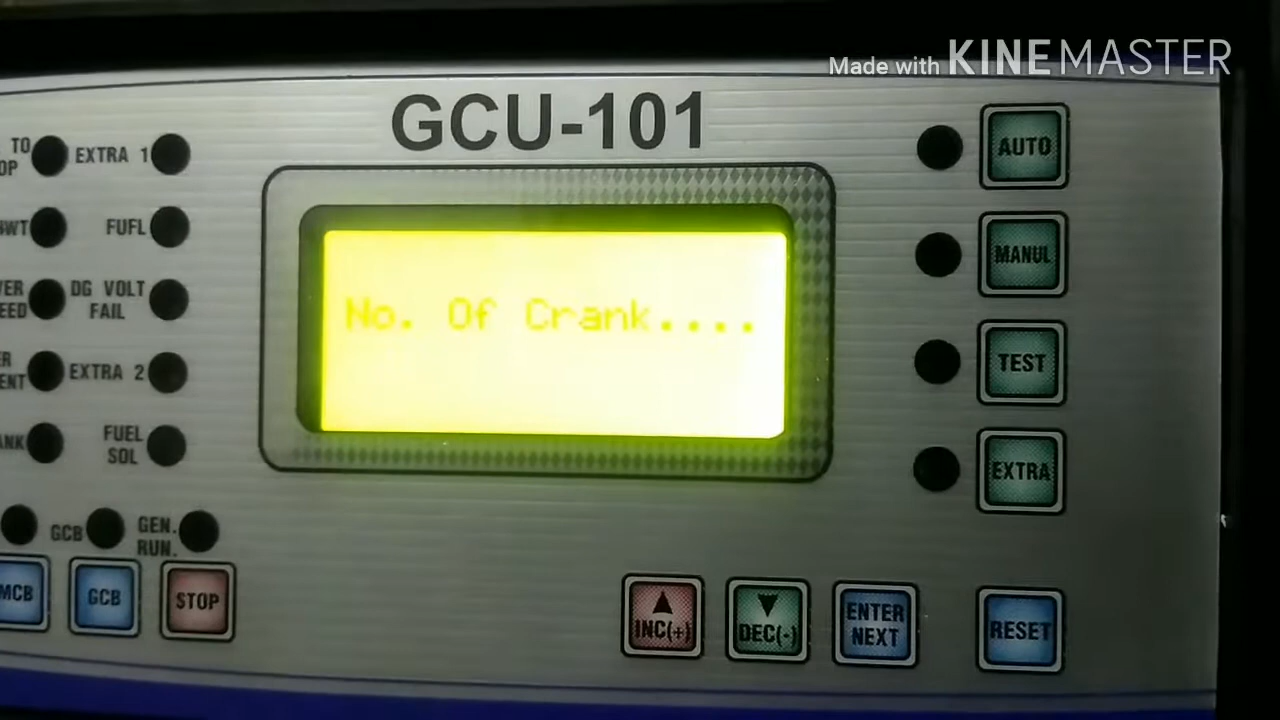 Made with KINEMASTER
GCU-101
TO
EXTRA 1
AUTO
FUFL
MANUL
DG VOLT
FAIL
No. Of Crank....
TEST
EXTRA 2
FUEL
SOL
EXTRA
GCB
GEN.
RUN.
MCB
GCB
STOP
▲
INC(+)
▼
DEC(-)
ENTER
NEXT
RESET